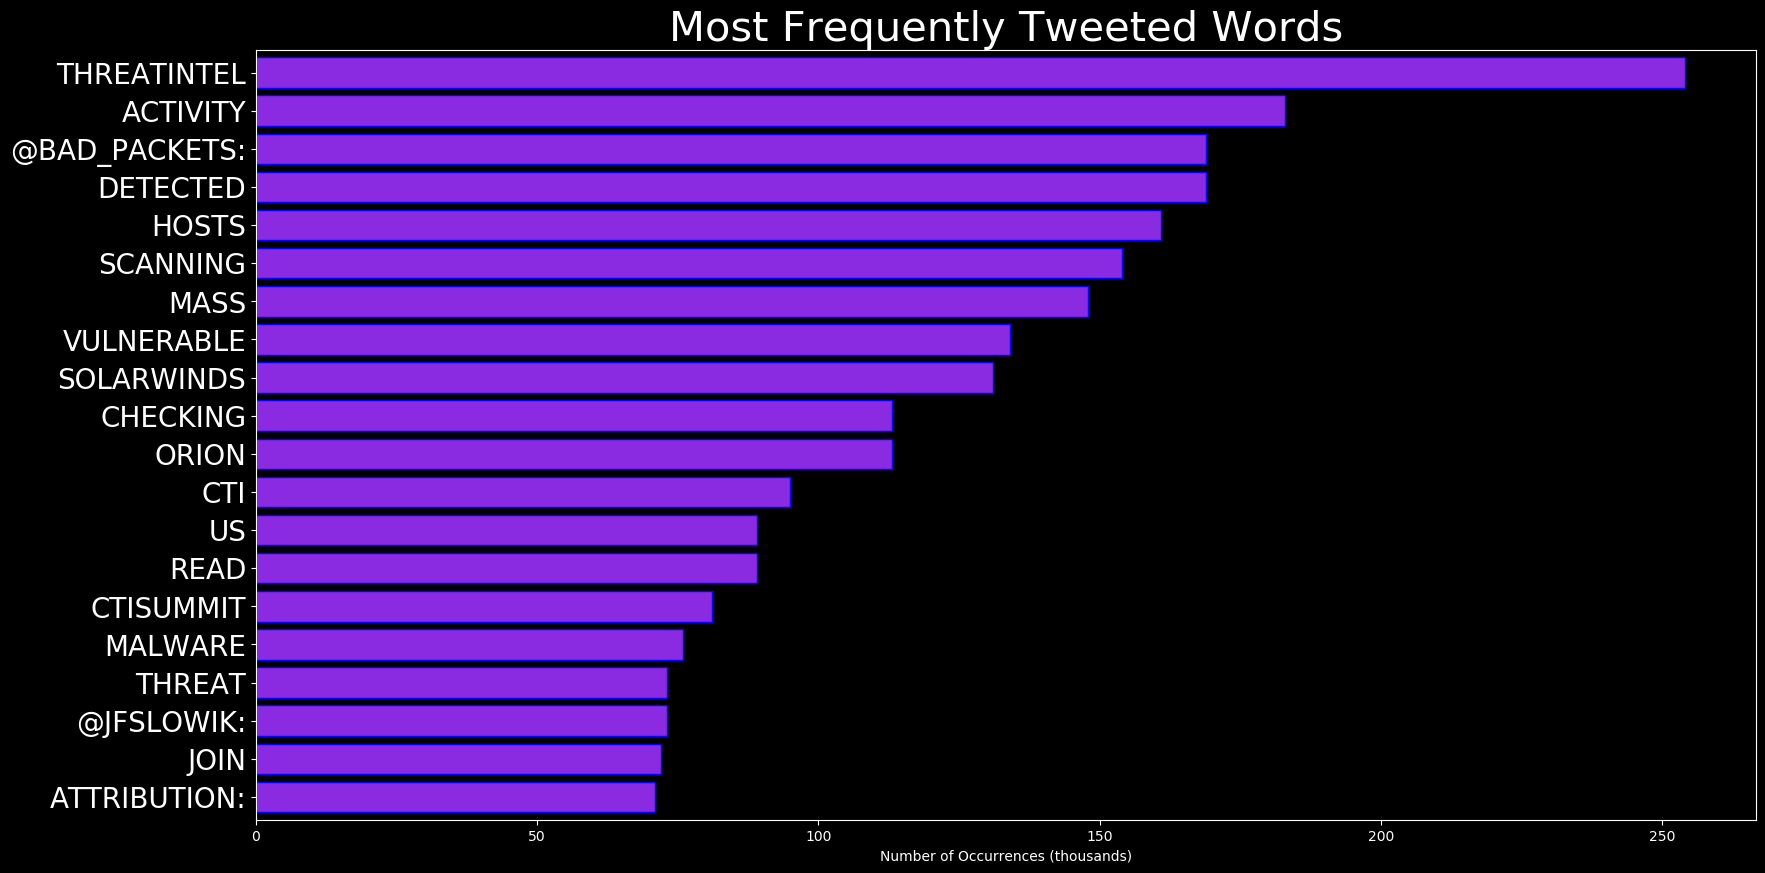 Most Frequently Tweeted Words
THREATINTEL
ACTIVITY
@BAD_PACKETS:
DETECTED
HOSTS
SCANNING
MASS
VULNERABLE
SOLARWINDS
CHECKING
ORION
CTI
US
READ
CTISUMMIT
MALWARE
THREAT
@JFSLOWIK:
JOIN
ATTRIBUTION:
0 50 100 150 200 250
Number of Occurrences (thousands)